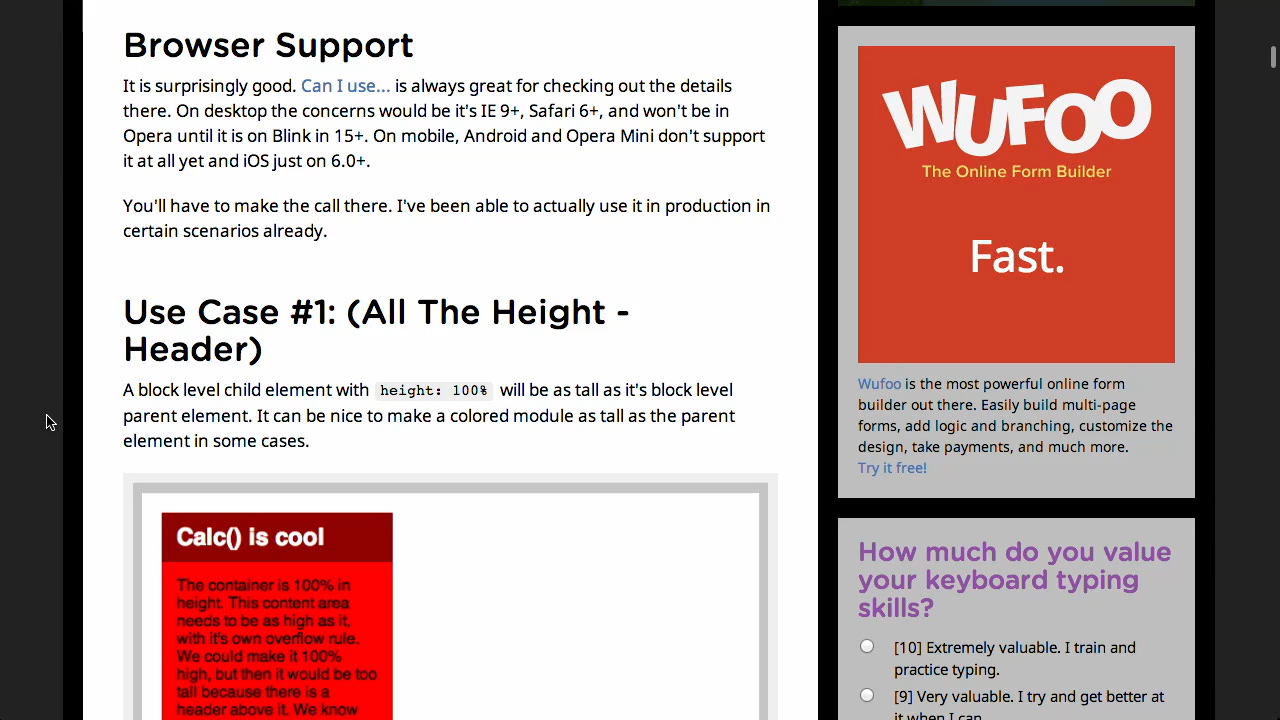 Browser Support
It is surprisingly good. Can I use... is always great for checking out the details
there. On desktop the concerns would be it's IE 9+, Safari 6+, and won't be in
Opera until it is on Blink in 15+. On mobile, Android and Opera Mini don't support
it at all yet and iOS just on 6.0+.
You'll have to make the call there. I've been able to actually use it in production in
certain scenarios already.
Use Case #1: (All The Height -
Header)
A block level child element with height: 100% will be as tall as it's block level
parent element. It can be nice to make a colored module as tall as the parent
element in some cases.
Calc() is cool
The container is 100% in
height. This content area
needs to be as high as it,
with it's own overflow rule.
We could make it 100%
high, but then it would be too
tall because there is a
header above it. We know
WUFOO
The Online Form Builder
Fast.
Wufoo is the most powerful online form
builder out there. Easily build multi-page
forms, add logic and branching, customize the
design, take payments, and much more.
Try it free!
How much do you value
your keyboard typing
skills?
[10] Extremely valuable. I train and
practice typing.
[9] Very valuable. I try and get better at
it when I can.